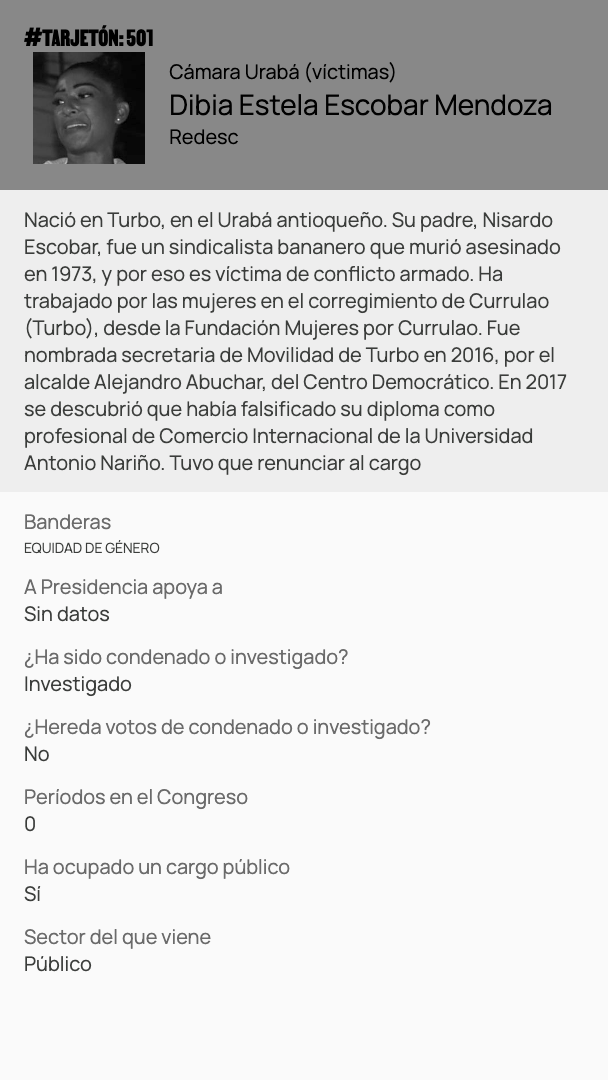 #TARJETÓN: 501
Cámara Urabá (víctimas)
Dibia Estela Escobar Mendoza
Redesc
Nació en Turbo, en el Urabá antioqueño. Su padre, Nisardo
Escobar, fue un sindicalista bananero que murió asesinado
en 1973, y por eso es víctima de conflicto armado. Ha
trabajado por las mujeres en el corregimiento de Currulao
(Turbo), desde la Fundación Mujeres por Currulao. Fue
nombrada secretaria de Movilidad de Turbo en 2016, por el
alcalde Alejandro Abuchar, del Centro Democrático. En 2017
se descubrió que había falsificado su diploma como
profesional de Comercio Internacional de la Universidad
Antonio Nariño. Tuvo que renunciar al cargo
Banderas
EQUIDAD DE GÉNERO
A Presidencia apoya a
Sin datos
¿Ha sido condenado o investigado?
Investigado
¿Hereda votos de condenado o investigado?
No
Períodos en el Congreso
0
Ha ocupado un cargo público
Sí
Sector del que viene
Público